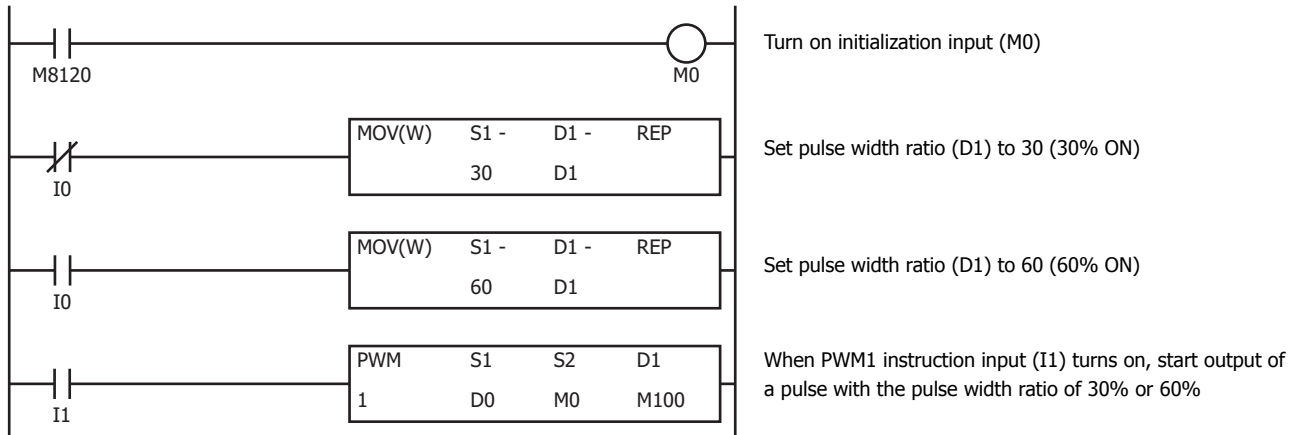 Turn on initialization input (M0)
M8120 M0
MOV(W) S1 - D1 - REP
30 D1
Set pulse width ratio (D1) to 30 (30% ON)
I0
MOV(W) S1 - D1 - REP
60 D1
Set pulse width ratio (D1) to 60 (60% ON)
I0
PWM S1 S2 D1
1 D0 M0 M100
When PWM1 instruction input (I1) turns on, start output of
a pulse with the pulse width ratio of 30% or 60%
I1